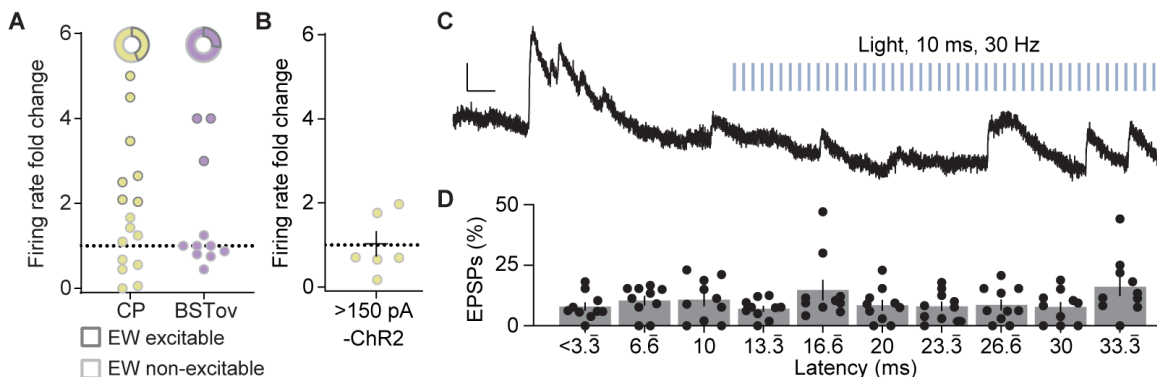 A
Firing rate fold change
6
4
2
0
CP BSTov
EW excitable
EW non-excitable
B
Firing rate fold change
6
4
2
0
>150 pA
-ChR2
C
Light, 10 ms, 30 Hz
D
EPSPs (%)
50
25
0
<3.3̅ 6.6̅ 10 13.3̅ 16.6̅ 20 23.3̅ 26.6̅ 30 33.3̅
Latency (ms)